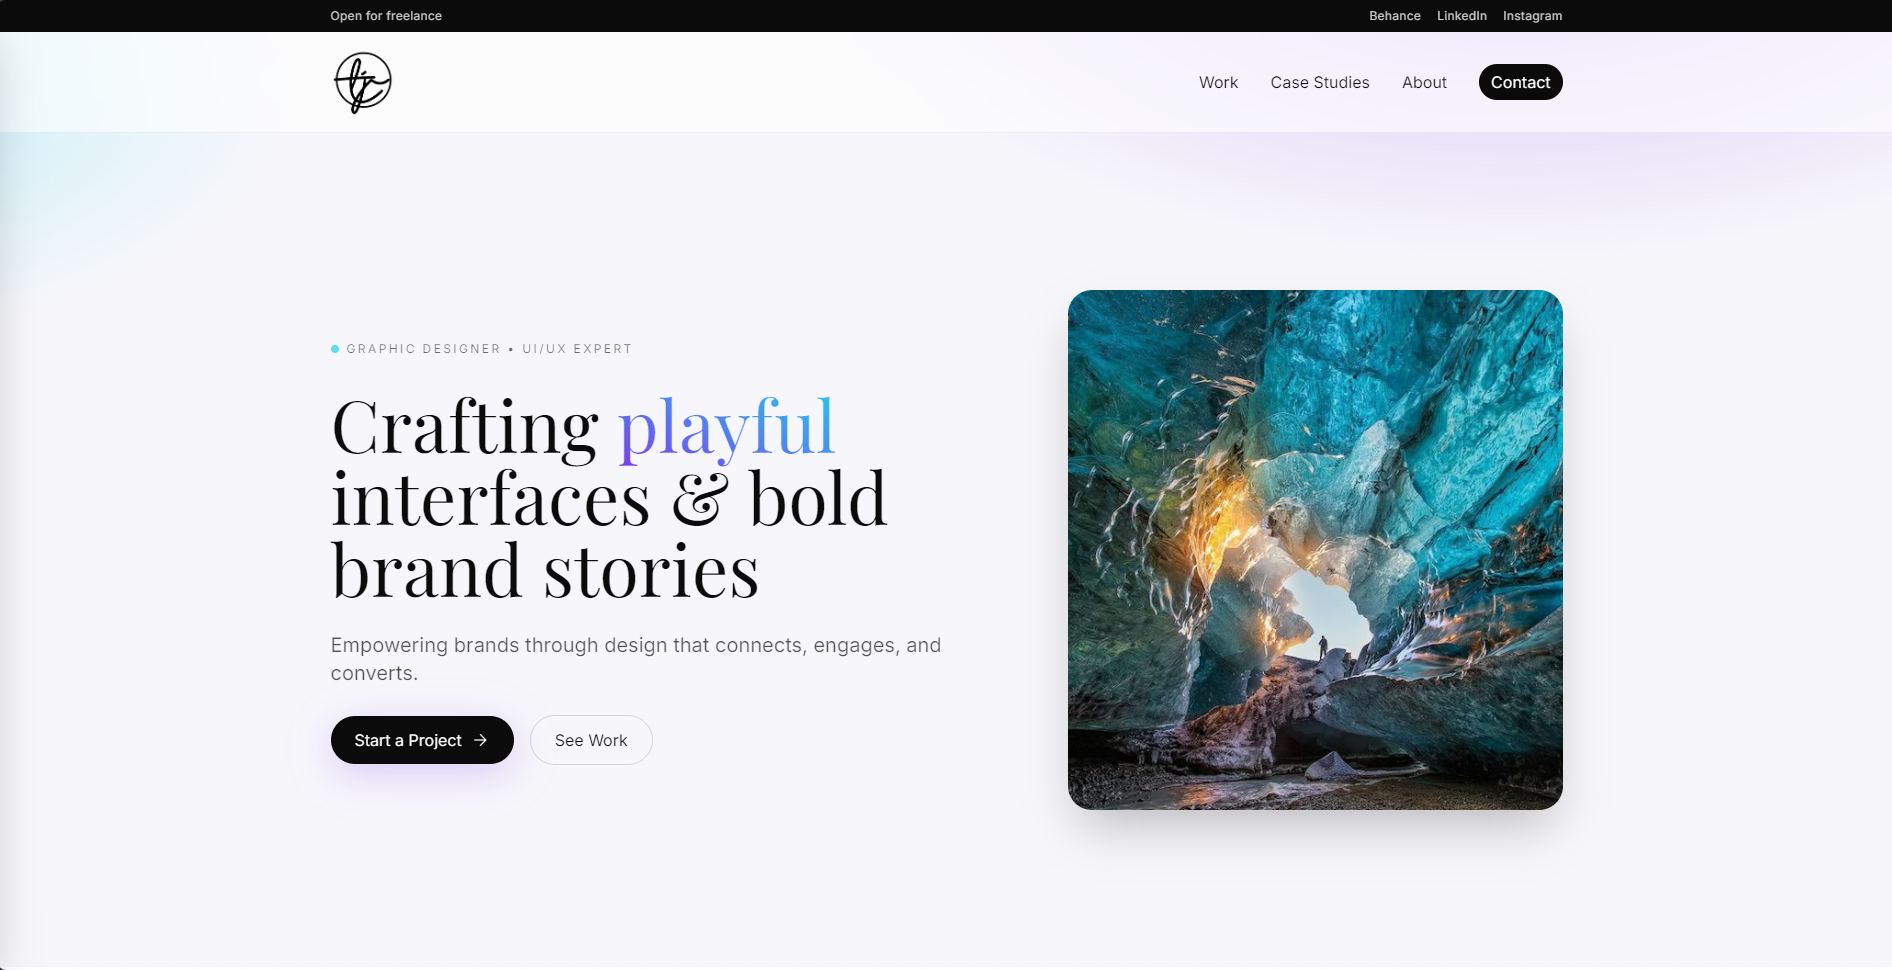 Open for freelance
Behance LinkedIn Instagram
Work Case Studies About Contact
GRAPHIC DESIGNER • UI/UX EXPERT
Crafting playful
interfaces & bold
brand stories
Empowering brands through design that connects, engages, and
converts.
Start a Project → See Work